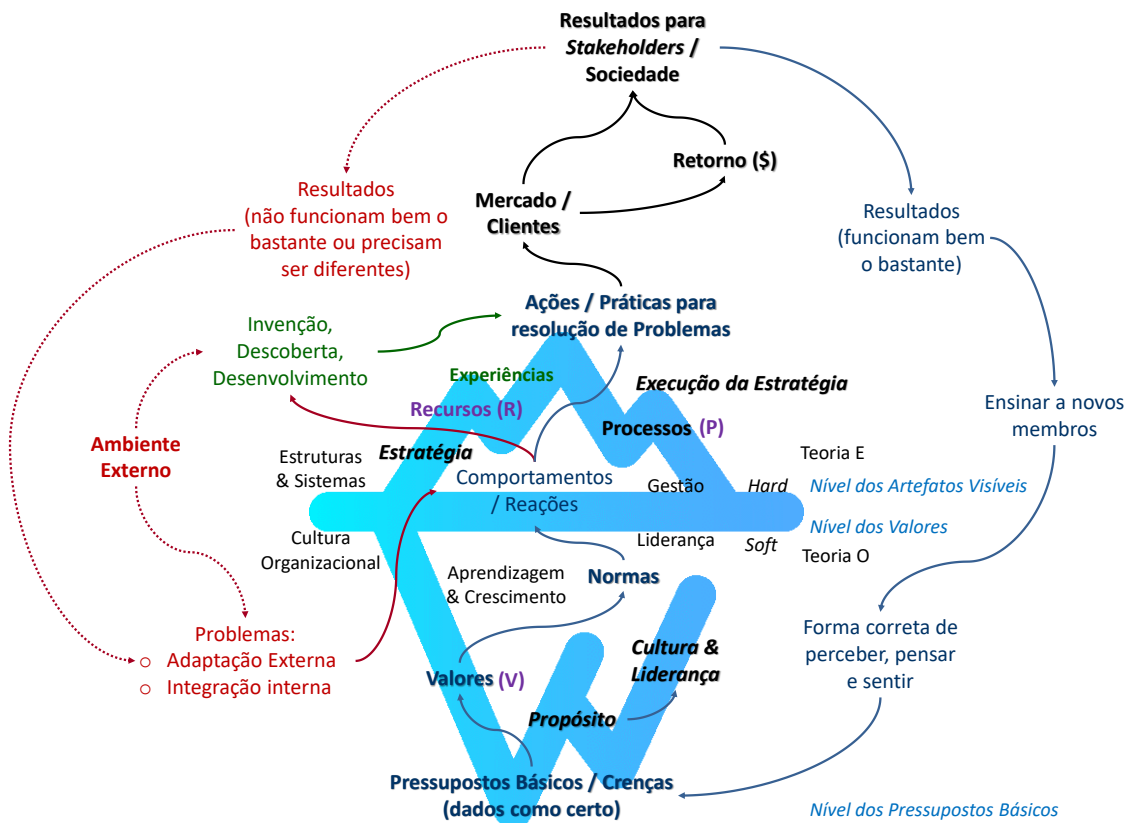 Resultados para
Stakeholders /
Sociedade
Retorno ($)
Mercado /
Clientes
Resultados
(não funcionam bem o
bastante ou precisam
ser diferentes)
Resultados
(funcionam bem
o bastante)
Ações / Práticas para
resolução de Problemas
Invenção,
Descoberta,
Desenvolvimento
Experiências
Execução da Estratégia
Recursos (R)
Processos (P)
Ensinar a novos
membros
Ambiente
Externo
Estratégia
Estruturas
& Sistemas
Comportamentos
/ Reações
Gestão
Hard
Teoria E
Nível dos Artefatos Visíveis
Nível dos Valores
Cultura
Organizacional
Liderança
Soft
Teoria O
Aprendizagem
& Crescimento
Normas
Problemas:
o Adaptação Externa
o Integração interna
Forma correta de
perceber, pensar
e sentir
Cultura &
Liderança
Valores (V)
Propósito
Pressupostos Básicos / Crenças
(dados como certo)
Nível dos Pressupostos Básicos